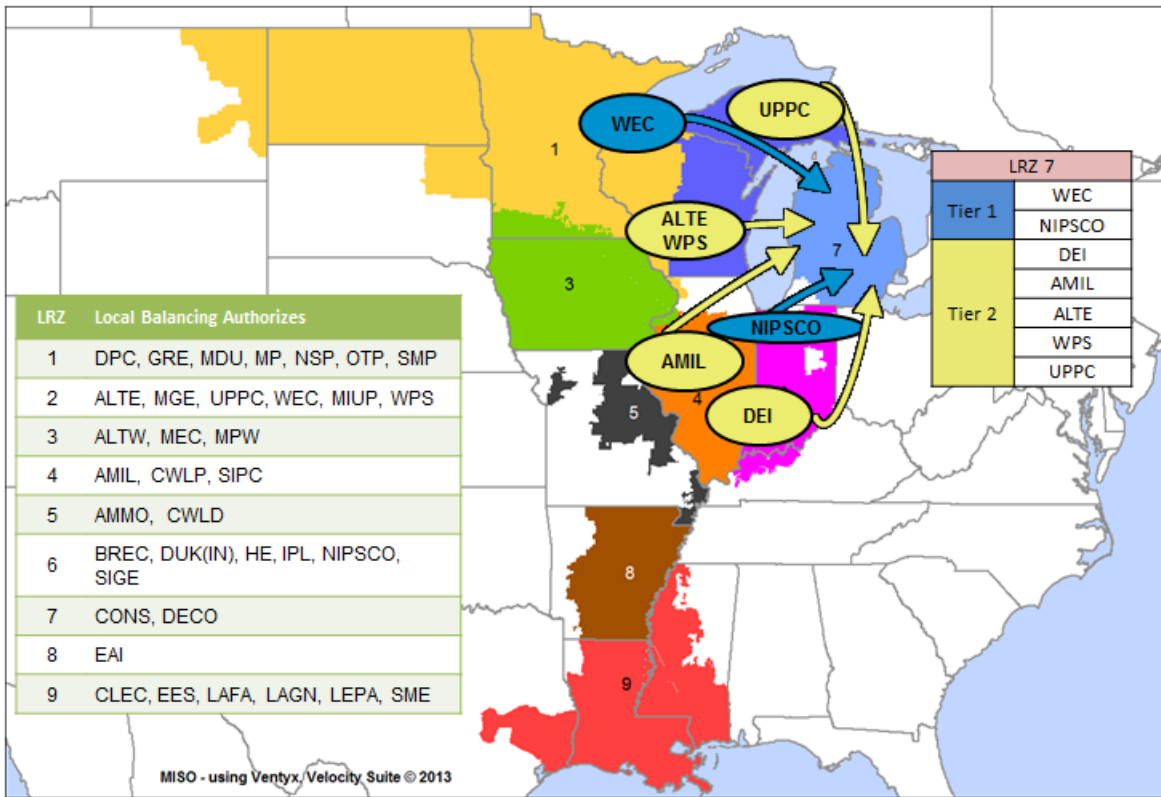 WEC
UPPC
1
ALTE
WPS
7
3
NIPSCO
AMIL
4
5
DEI
8
9
LRZ 7
Tier 1
WEC
NIPSCO
Tier 2
DEI
AMIL
ALTE
WPS
UPPC
LRZ Local Balancing Authorizes
1 DPC, GRE, MDU, MP, NSP, OTP, SMP
2 ALTE, MGE, UPPC, WEC, MIUP, WPS
3 ALTW, MEC, MPW
4 AMIL, CWLP, SIPC
5 AMMO, CWLD
6 BREC, DUK(IN), HE, IPL, NIPSCO,
SIGE
7 CONS, DECO
8 EAI
9 CLEC, EES, LAFA, LAGN, LEPA, SME
MISO - using Ventyx, Velocity Suite © 2013